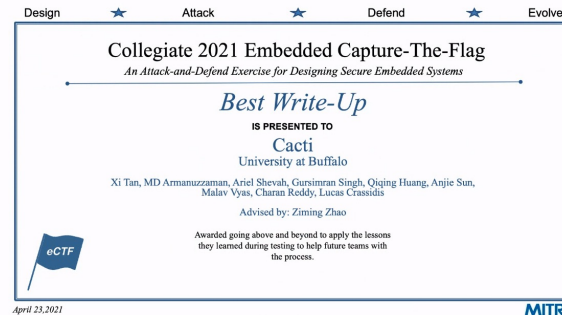 Design Attack Defend Evolve
Collegiate 2021 Embedded Capture-The-Flag
An Attack-and-Defend Exercise for Designing Secure Embedded Systems
Best Write-Up
IS PRESENTED TO
Cacti
University at Buffalo
Xi Tan, MD Armanuzzaman, Ariel Shevah, Gursimran Singh, Qiqing Huang, Anjie Sun,
Malav Vyas, Charan Reddy, Lucas Crassidis
Advised by: Ziming Zhao
Awarded going above and beyond to apply the lessons
they learned during testing to help future teams with
the process.
eCTF
April 23,2021
MITR